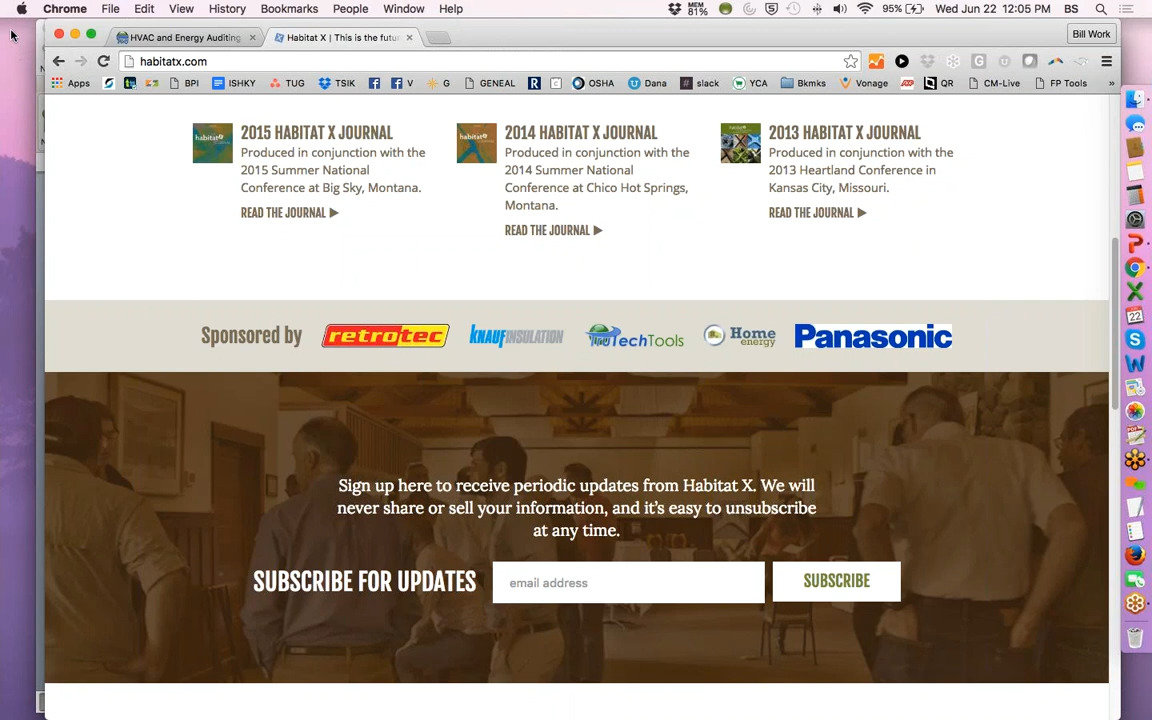 Chrome File Edit View History Bookmarks People Window Help MEM 81% 95% Wed Jun 22 12:05 PM BS
HVAC and Energy Auditing
Habitat X | This is the futur
Bill Work
habitatx.com
Apps BPI ISHKY TUG TSIK V G GENEAL R C OSHA Dana slack YCA Bkmks Vonage QR CM-Live FP Tools »
2015 HABITAT X JOURNAL
Produced in conjunction with the
2015 Summer National
Conference at Big Sky, Montana.
READ THE JOURNAL
2014 HABITAT X JOURNAL
Produced in conjunction with the
2014 Summer National
Conference at Chico Hot Springs,
Montana.
READ THE JOURNAL
2013 HABITAT X JOURNAL
Produced in conjunction with the
2013 Heartland Conference in
Kansas City, Missouri.
READ THE JOURNAL
Sponsored by retrotec KNAUFINSULATION TruTechTools Home energy Panasonic
Sign up here to receive periodic updates from Habitat X. We will
never share or sell your information, and it's easy to unsubscribe
at any time.
SUBSCRIBE FOR UPDATES email address SUBSCRIBE